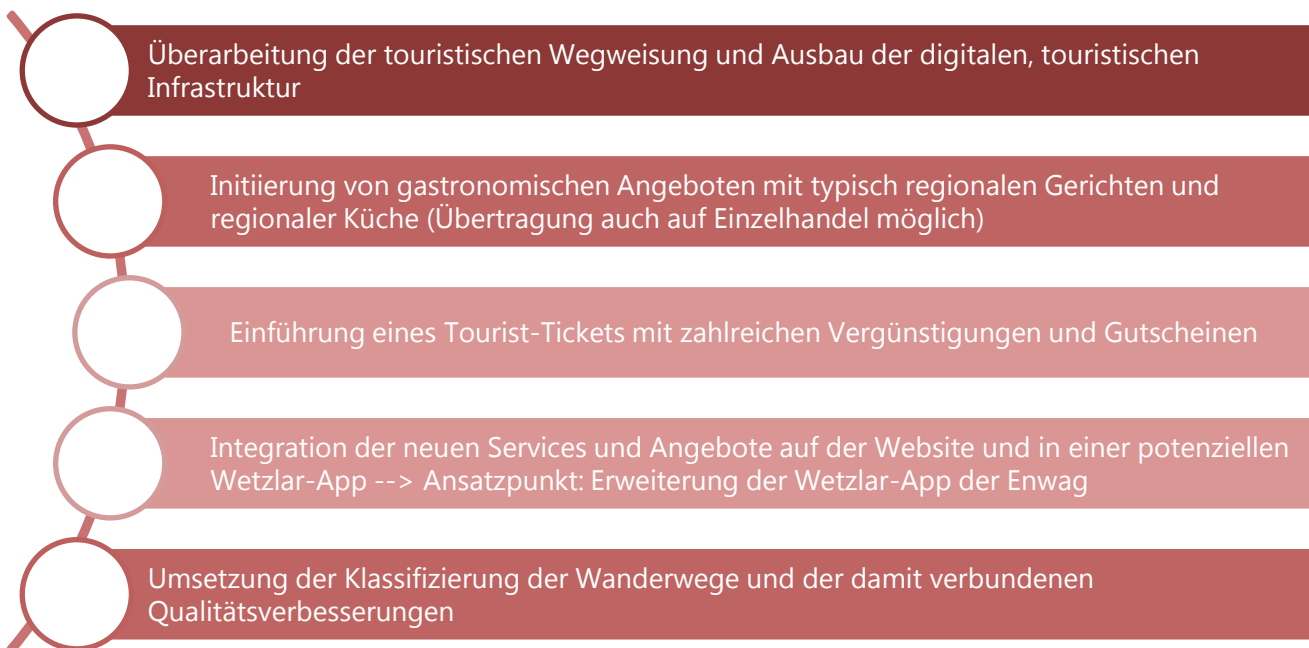 Überarbeitung der touristischen Wegweisung und Ausbau der digitalen, touristischen
Infrastruktur
Initiierung von gastronomischen Angeboten mit typisch regionalen Gerichten und
regionaler Küche (Übertragung auch auf Einzelhandel möglich)
Einführung eines Tourist-Tickets mit zahlreichen Vergünstigungen und Gutscheinen
Integration der neuen Services und Angebote auf der Website und in einer potenziellen
Wetzlar-App --> Ansatzpunkt: Erweiterung der Wetzlar-App der Enwag
Umsetzung der Klassifizierung der Wanderwege und der damit verbundenen
Qualitätsverbesserungen